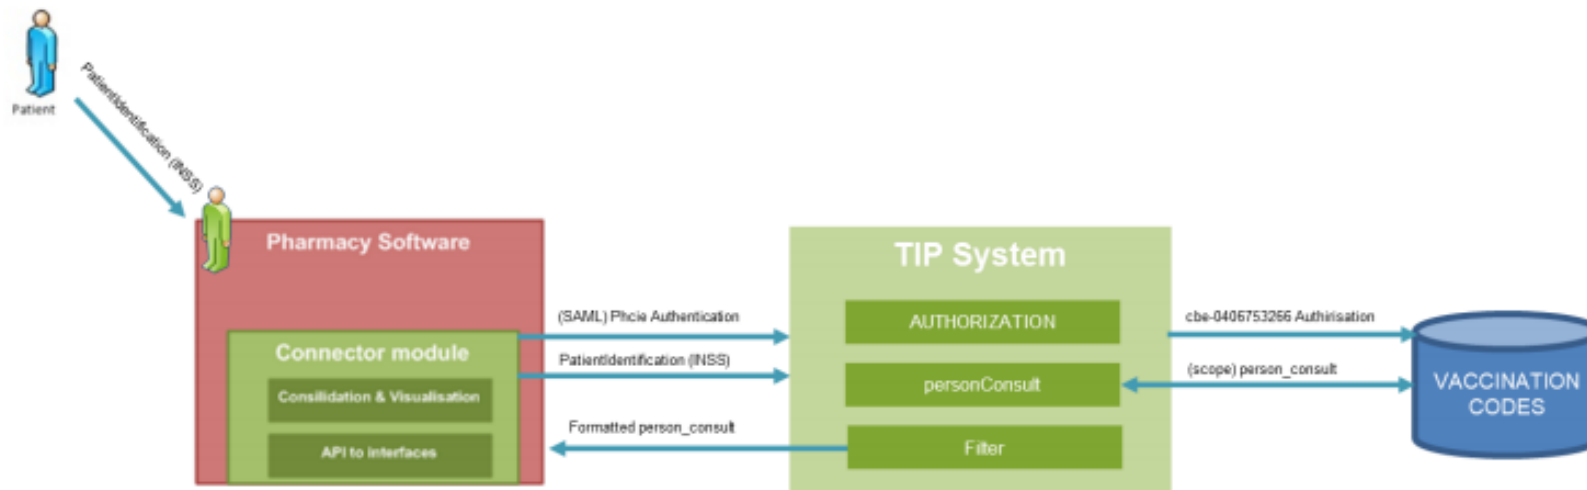 Patient
PatientIdentification (INSS)
Pharmacy Software
Connector module
Consilidation & Visualisation
API to interfaces
(SAML) Phcie Authentication
PatientIdentification (INSS)
Formatted person_consult
TIP System
AUTHORIZATION
personConsult
Filter
cbe-0406753266 Authirisation
(scope) person_consult
VACCINATION
CODES